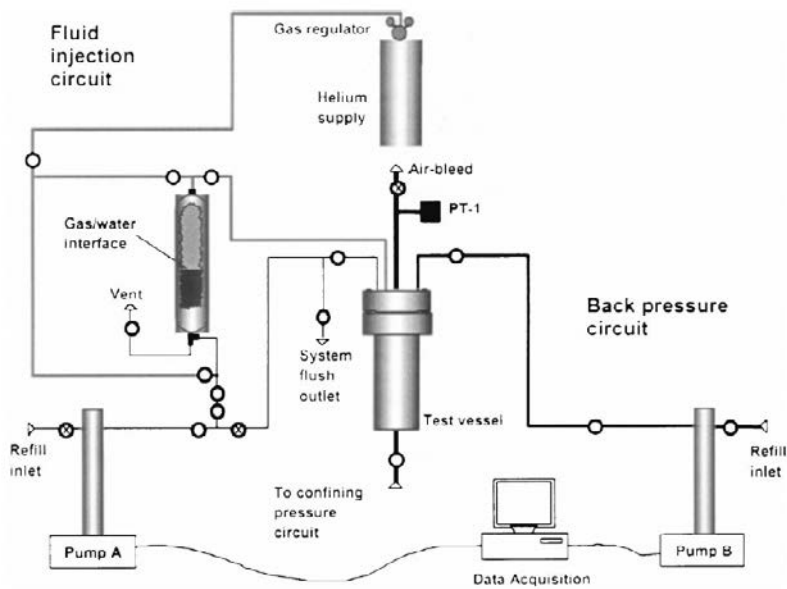 Fluid
injection
circuit
Gas regulator
Helium
supply
Air-bleed
PT-1
Gas/water
interface
Vent
Back pressure
circuit
System
flush
outlet
Test vessel
Refill
inlet
Refill
inlet
To confining
pressure
circuit
Pump A
Pump B
Data Acquisition